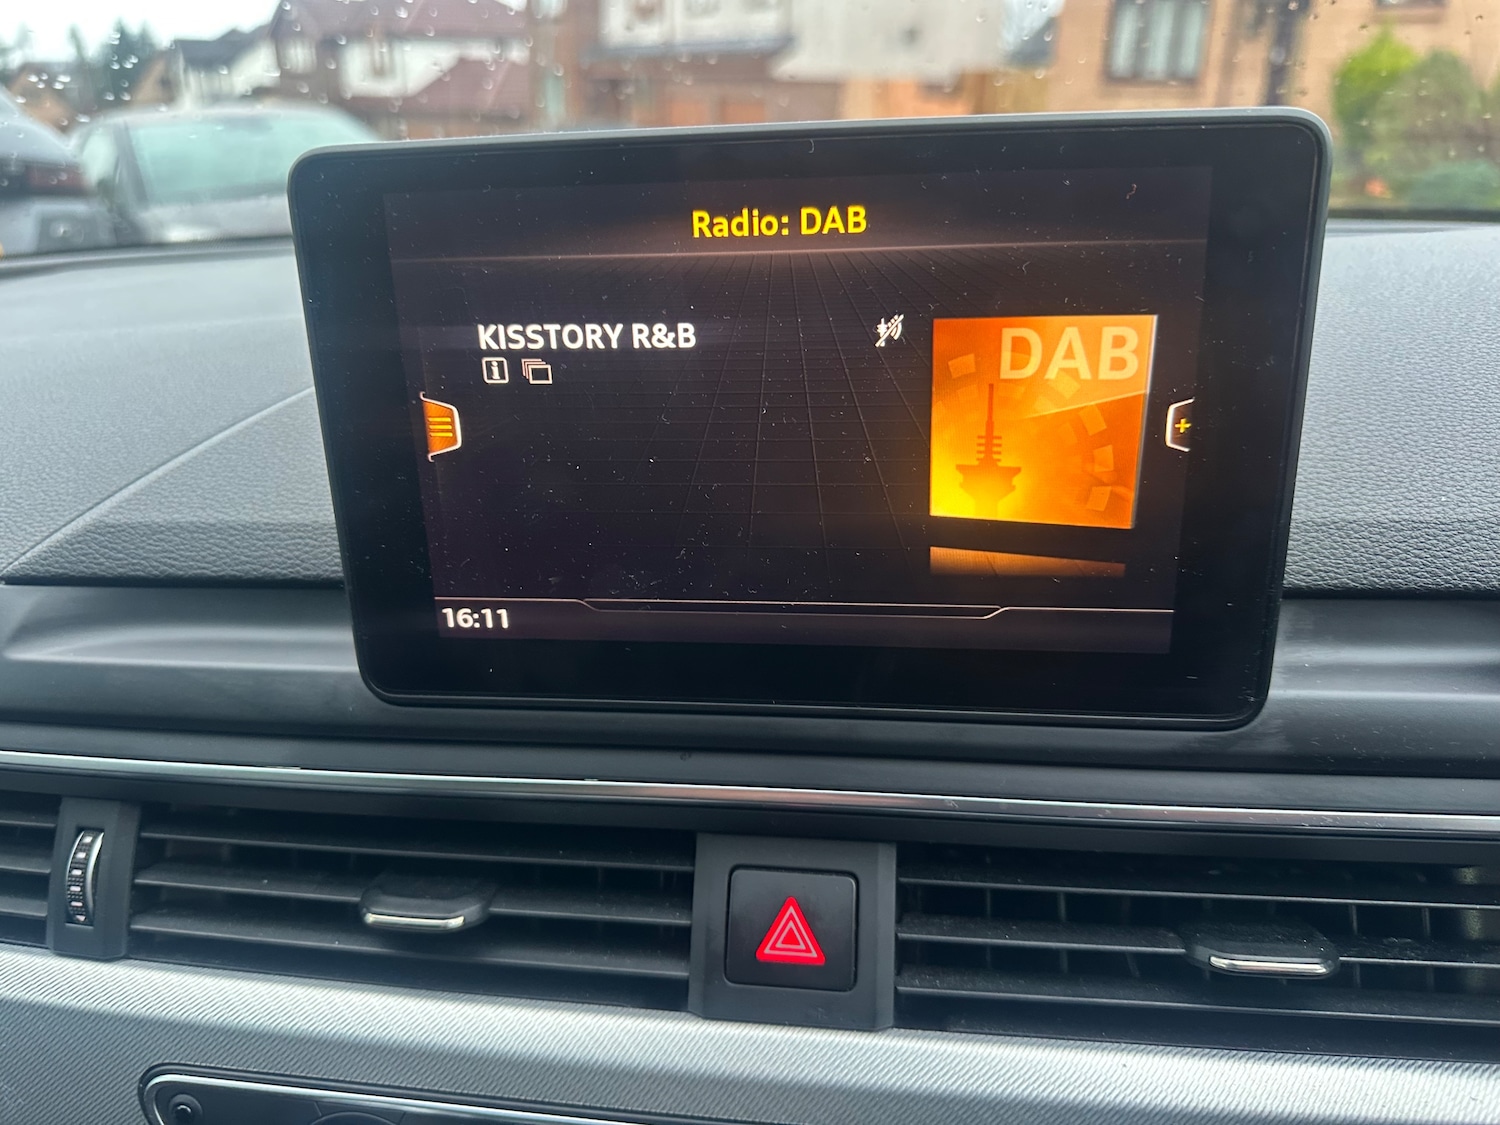 Radio: DAB
KISSTORY R&B
DAB
16:11